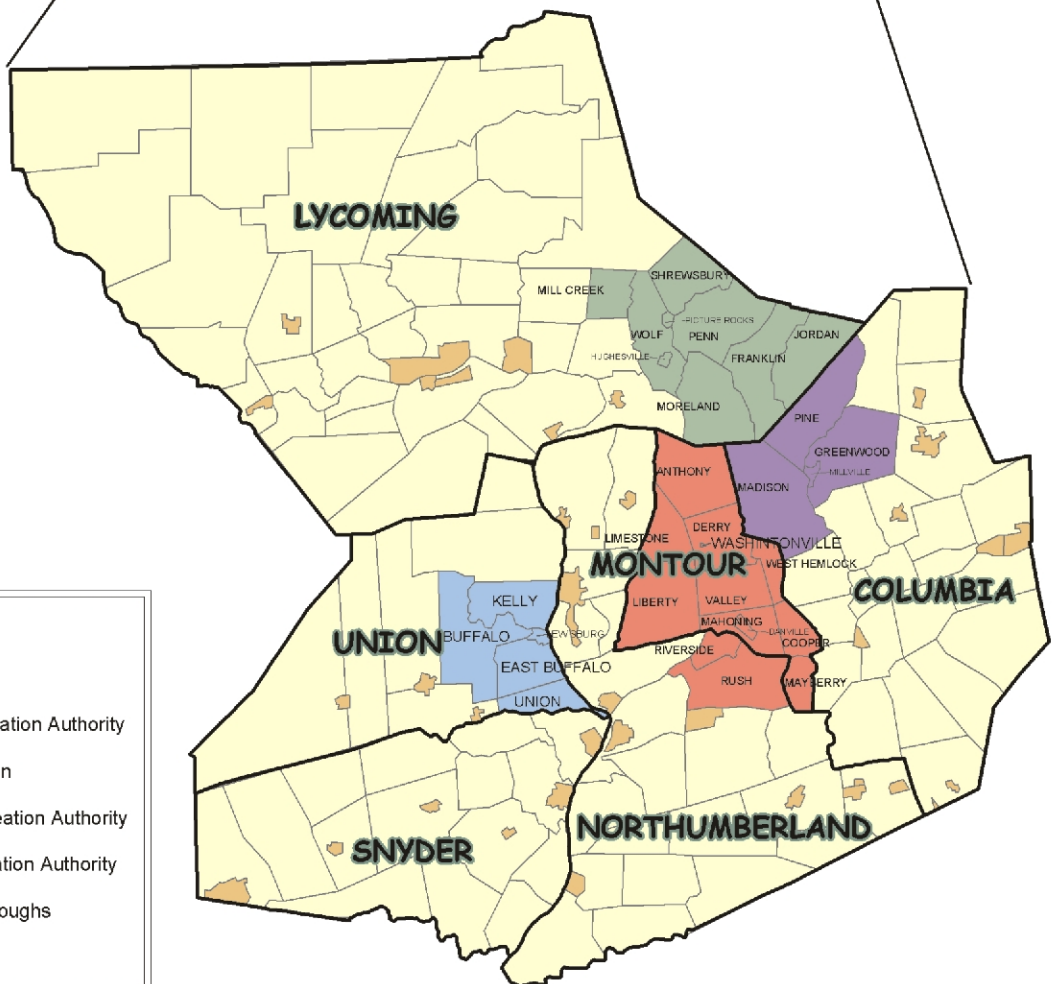 LYCOMING
SHREWSBURY
MILL CREEK
PICTURE ROCKS
WOLF
PENN
JORDAN
HUGHESVILLE
FRANKLIN
MORELAND
PINE
GREENWOOD
MILLVILLE
ANTHONY
MADISON
DERRY
LIMESTONE
WASHINTONVILLE
MONTOUR
WEST HEMLOCK
COLUMBIA
KELLY
LIBERTY
VALLEY
MAHONING
DANVILLE
UNION
BUFFALO
EWSBURG
COOPER
RIVERSIDE
EAST BUFFALO
RUSH
MAYBERRY
UNION
ation Authority
n
eation Authority
ation Authority
oughs
NORTHUMBERLAND
SNYDER